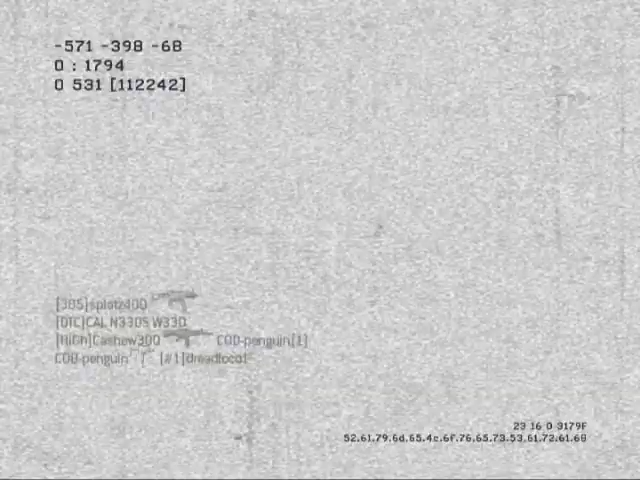 -571 -398 -68
0 : 1794
0 531 [112242]
[385]splatz400
[DTC]CAL N33DS W33D
[HiGh]Cashew300 COD-penguin[1]
COD-penguin [#1]dreadloco1
23 16 0 3179F
52.61.79.6d.65.4c.6f.76.65.73.53.61.72.61.68